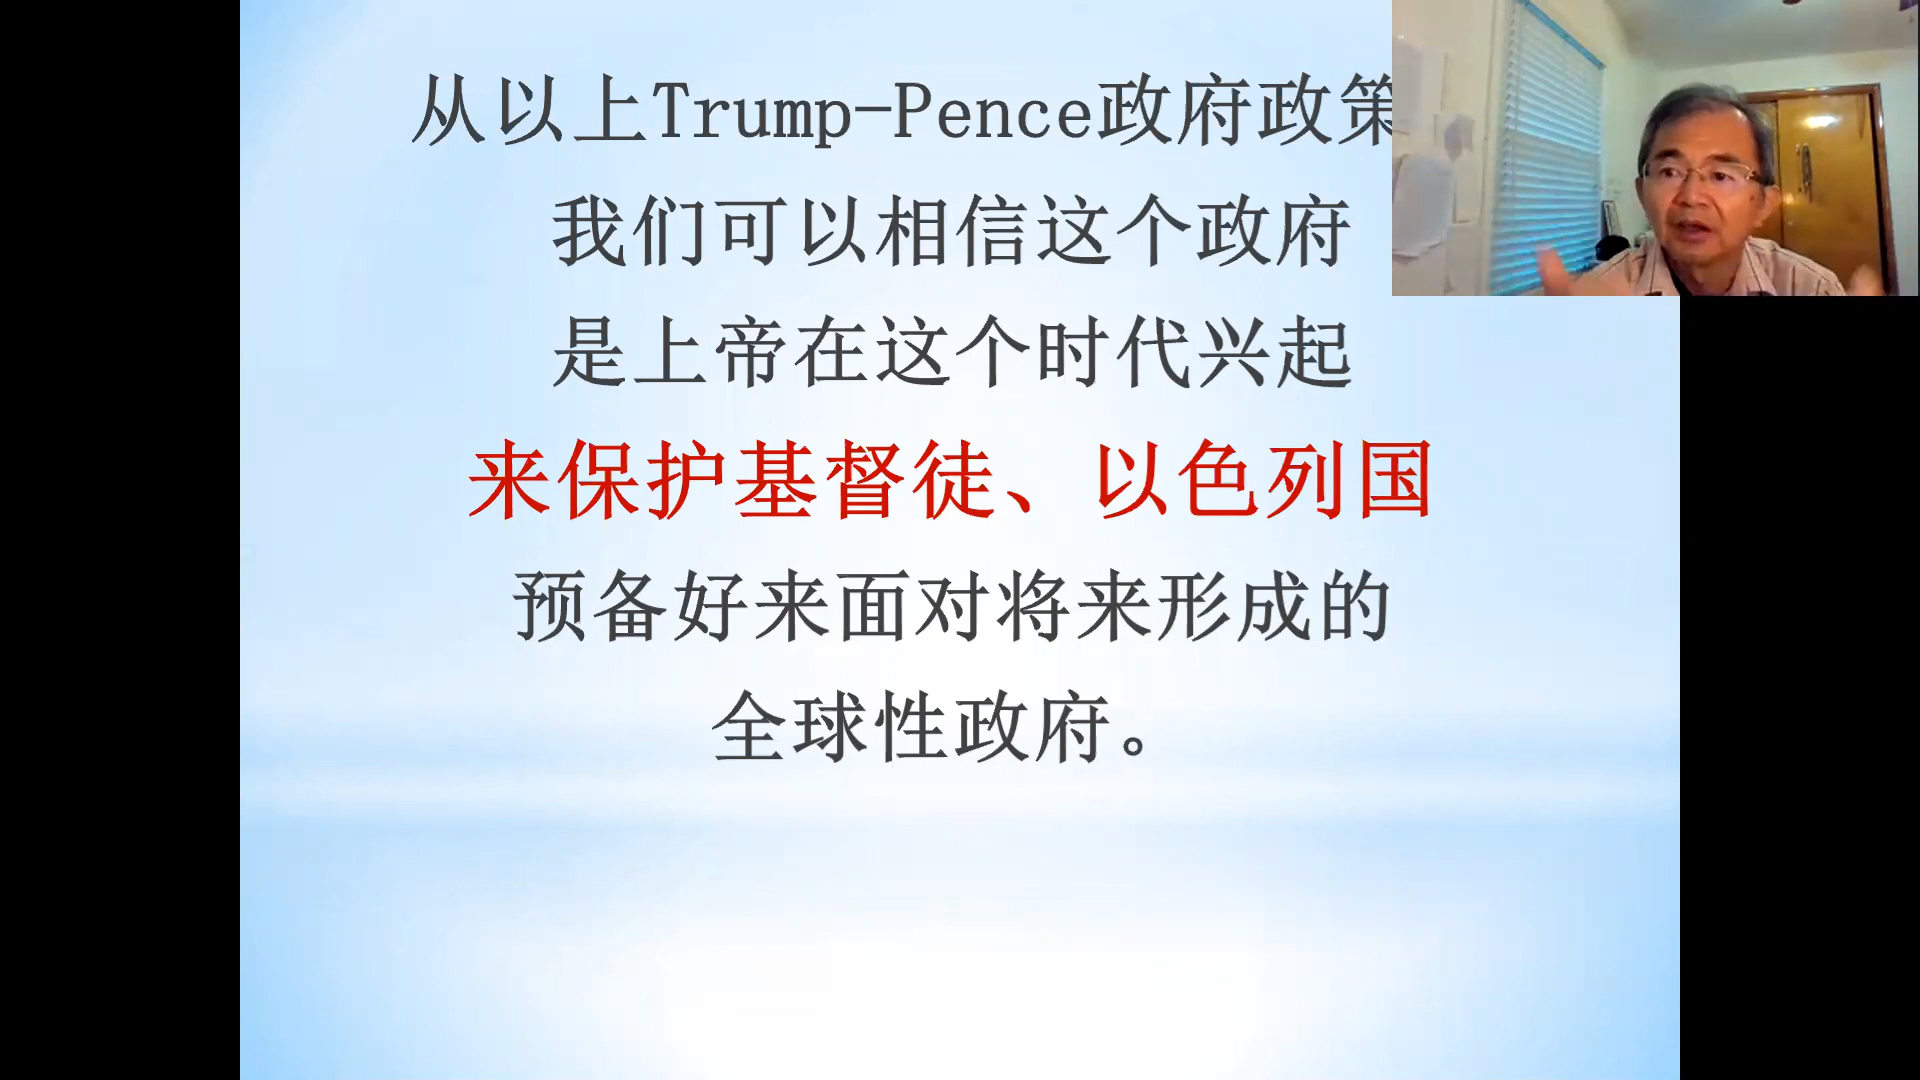 从以上Trump-Pence政府政策
我们可以相信这个政府
是上帝在这个时代兴起
来保护基督徒、以色列国
预备好来面对将来形成的
全球性政府。